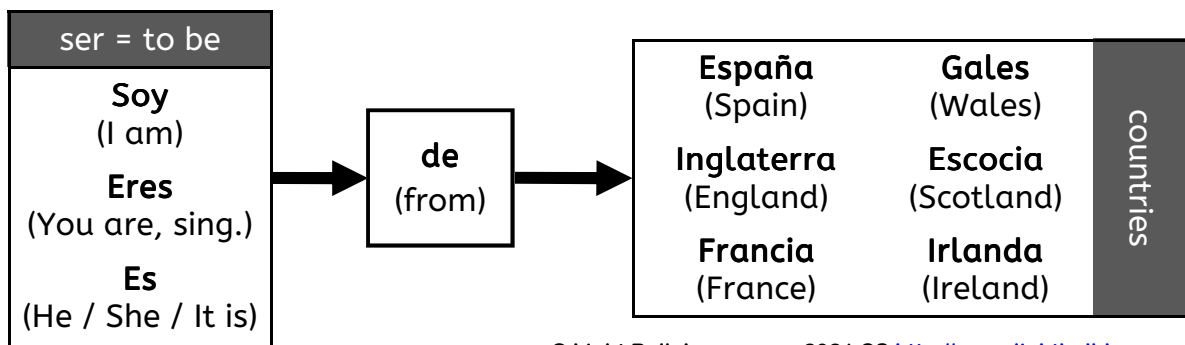 ser = to be
Soy
(I am)
Eres
(You are, sing.)
Es
(He / She / It is)
de
(from)
España
(Spain)
Inglaterra
(England)
Francia
(France)
Gales
(Wales)
Escocia
(Scotland)
Irlanda
(Ireland)
countries